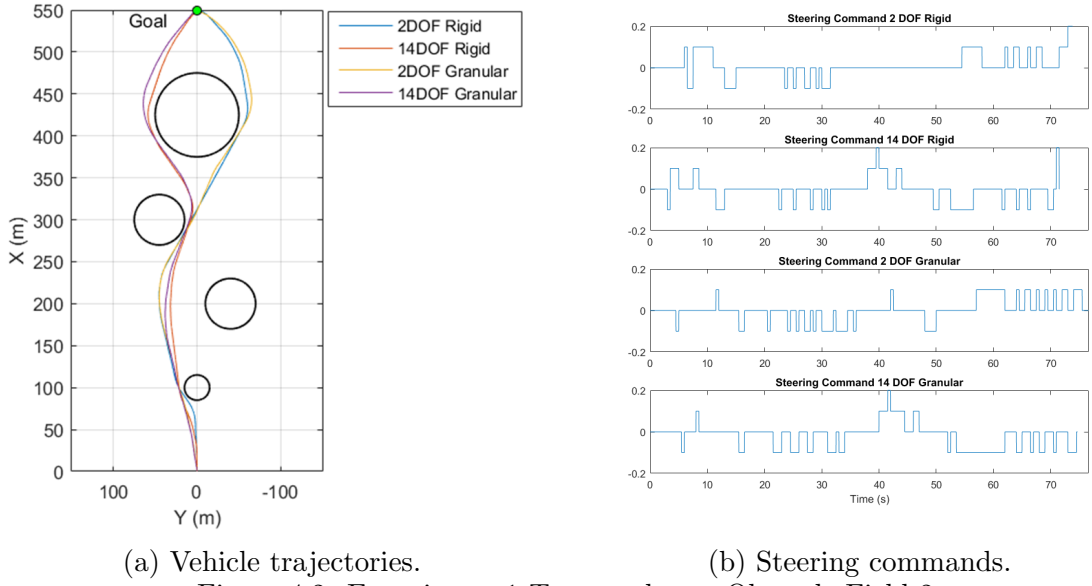 Goal
2DOF Rigid
14DOF Rigid
2DOF Granular
14DOF Granular
550
500
450
400
350
300
250
200
150
100
50
0
X (m)
100 0 -100
Y (m)
(a) Vehicle trajectories.
Steering Command 2 DOF Rigid
0.2
0
-0.2
0 10 20 30 40 50 60 70
Steering Command 14 DOF Rigid
0.2
0
-0.2
0 10 20 30 40 50 60 70
Steering Command 2 DOF Granular
0.2
0
-0.2
0 10 20 30 40 50 60 70
Steering Command 14 DOF Granular
0.2
0
-0.2
0 10 20 30 40 50 60 70
Time (s)
(b) Steering commands.